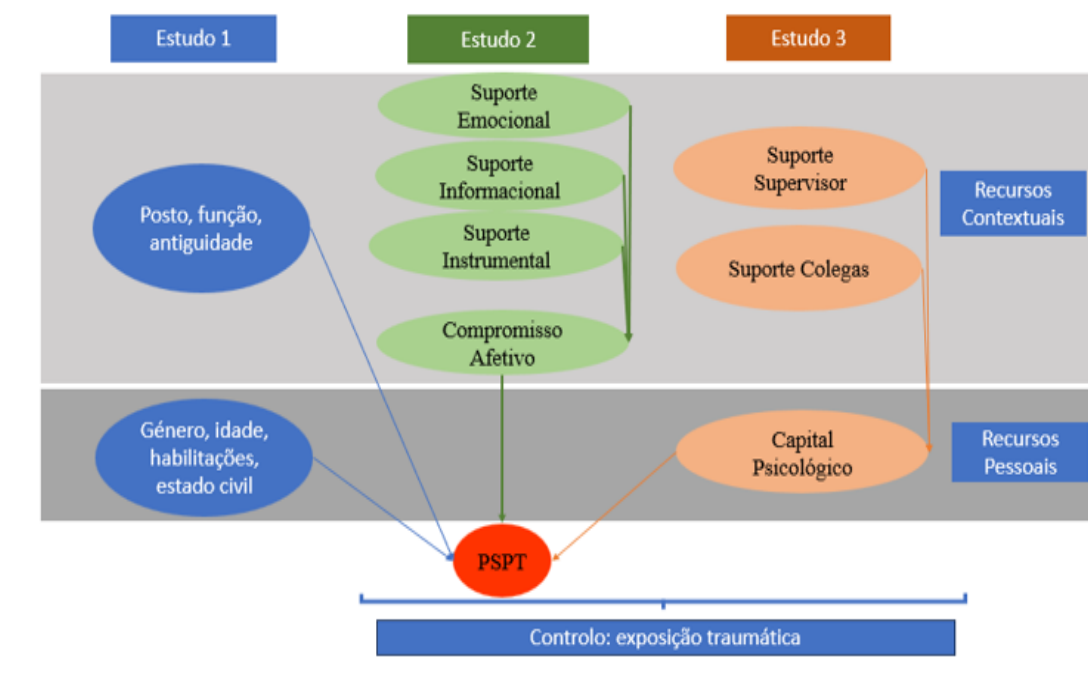 Estudo 1
Estudo 2
Estudo 3
Suporte
Emocional
Suporte
Informacional
Suporte
Instrumental
Compromisso
Afetivo
Suporte
Supervisor
Suporte Colegas
Posto, função,
antiguidade
Recursos
Contextuais
Género, idade,
habilitações,
estado civil
Capital
Psicológico
Recursos
Pessoais
PSPT
Controlo: exposição traumática